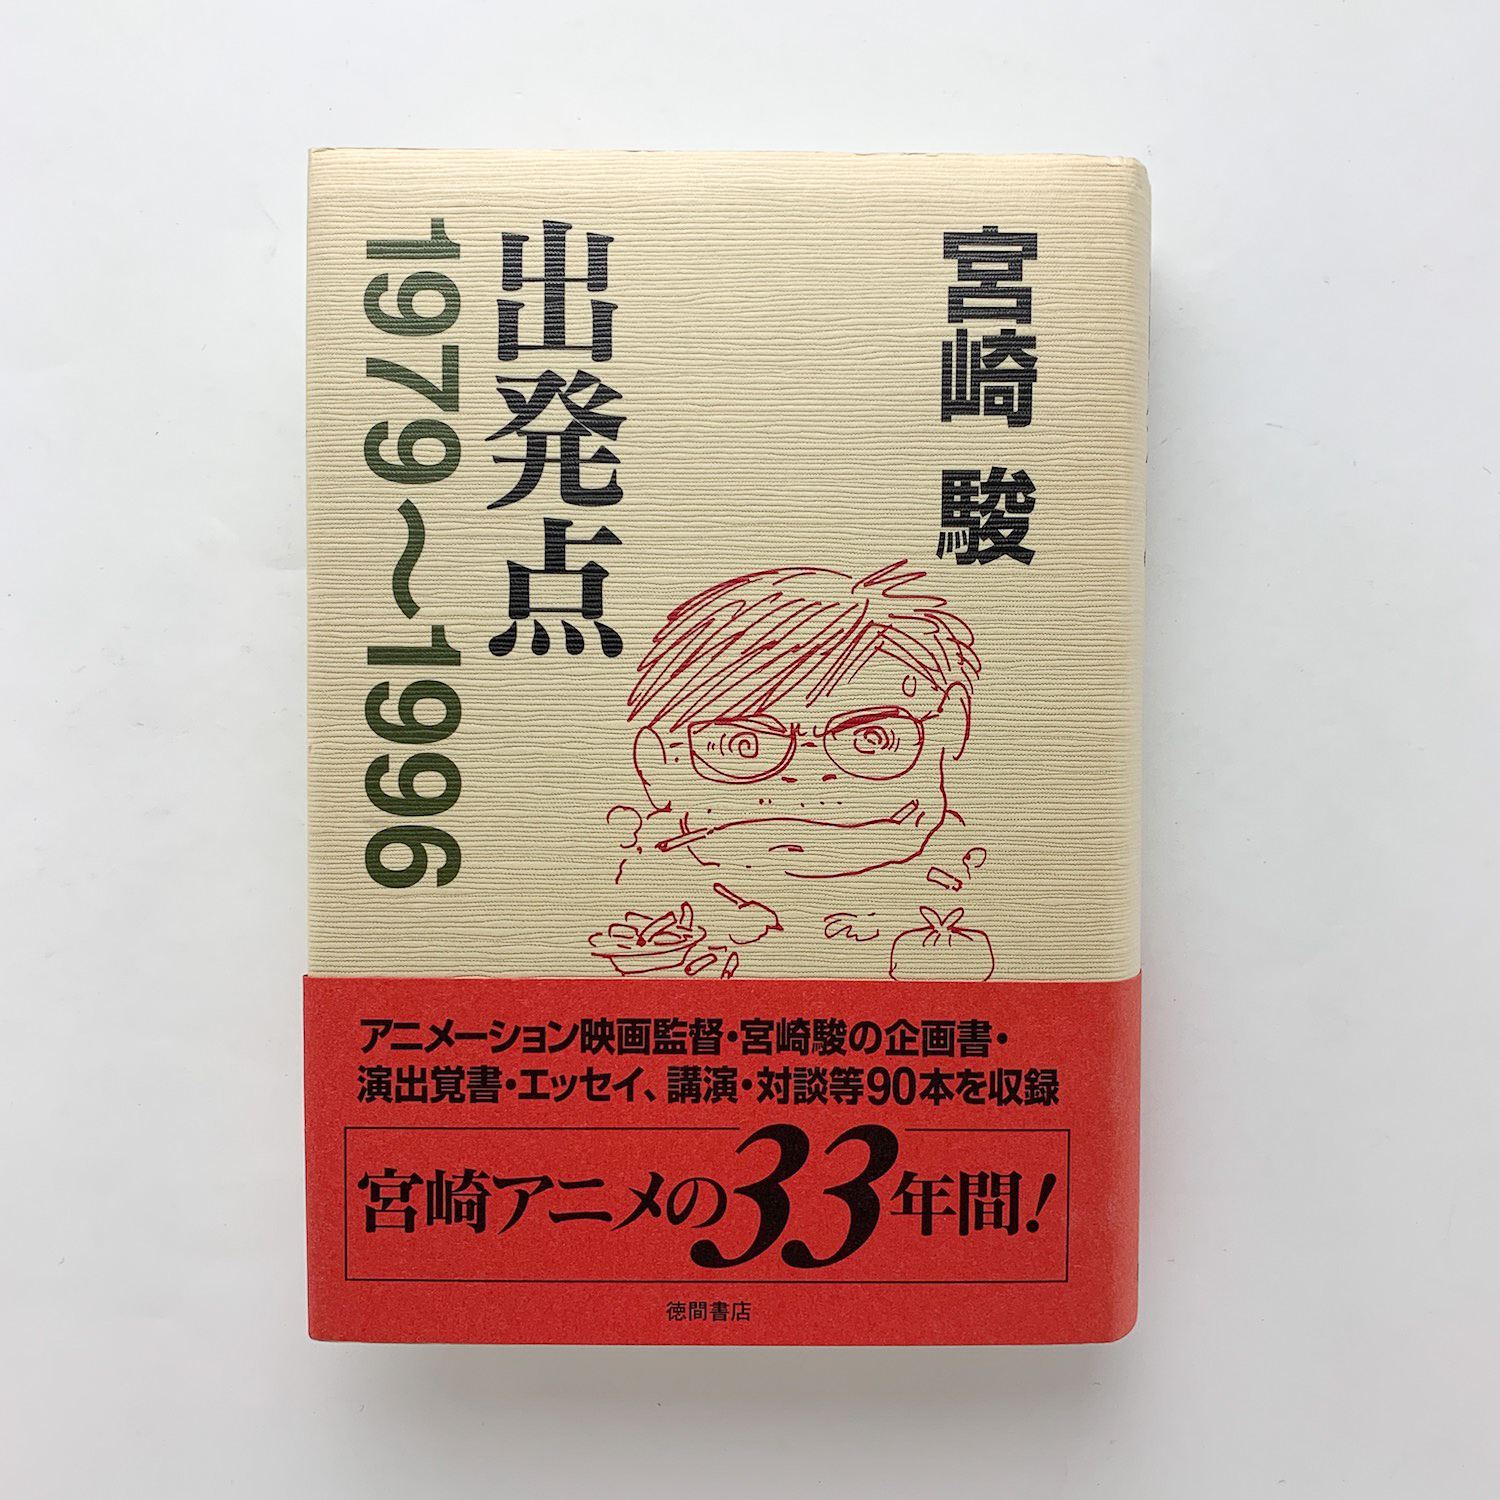 宮崎 駿
出発点
1979〜1996
アニメーション映画監督・宮崎駿の企画書・
演出覚書・エッセイ、講演・対談等90本を収録
宮崎アニメの33年間!
徳間書店